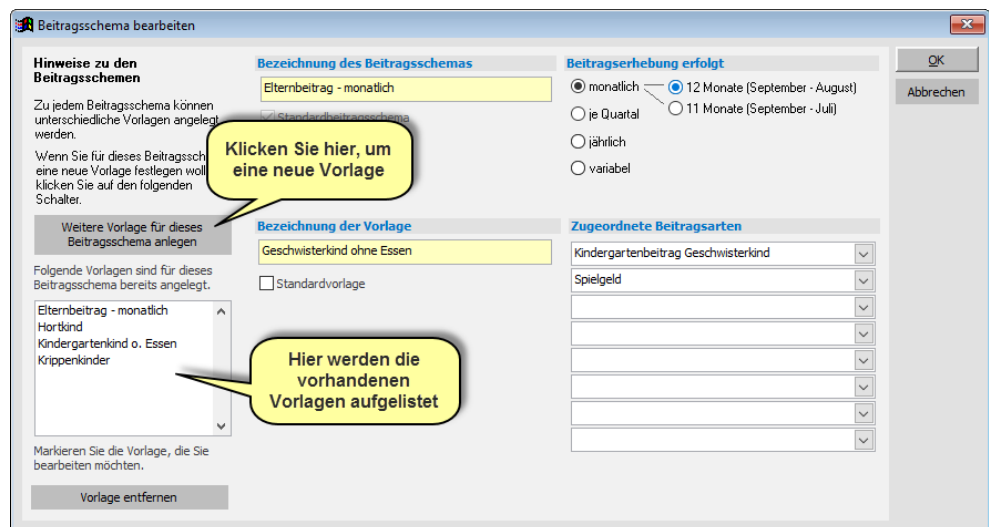 Beitragsschema bearbeiten
Hinweise zu den
Beitragsschemen
Zu jedem Beitragsschema können
unterschiedliche Vorlagen angelegt
werden.
Wenn Sie für dieses Beitragssch
eine neue Vorlage festlegen woll
klicken Sie auf den folgenden
Schalter.
Weitere Vorlage für dieses
Beitragsschema anlegen
Folgende Vorlagen sind für dieses
Beitragsschema bereits angelegt.
Elternbeitrag - monatlich
Hortkind
Kindergartenkind o. Essen
Krippenkinder
Markieren Sie die Vorlage, die Sie
bearbeiten möchten.
Vorlage entfernen
Bezeichnung des Beitragsschemas
Elternbeitrag - monatlich
Standardbeitragsschema
Klicken Sie hier, um
eine neue Vorlage
Bezeichnung der Vorlage
Geschwisterkind ohne Essen
Standardvorlage
Hier werden die
vorhandenen
Vorlagen aufgelistet
Beitragserhebung erfolgt
monatlich
12 Monate (September - August)
11 Monate (September - Juli)
je Quartal
jährlich
variabel
Zugeordnete Beitragsarten
Kindergartenbeitrag Geschwisterkind
Spielgeld
OK
Abbrechen